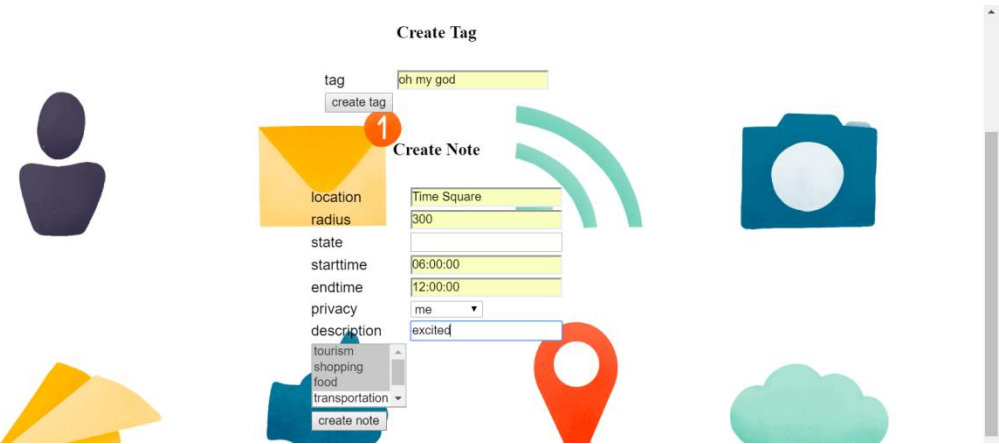 Create Tag
tag oh my god
create tag
1
Create Note
location Time Square
radius 300
state
starttime 06:00:00
endtime 12:00:00
privacy me
description excited
tourism
shopping
food
transportation
create note